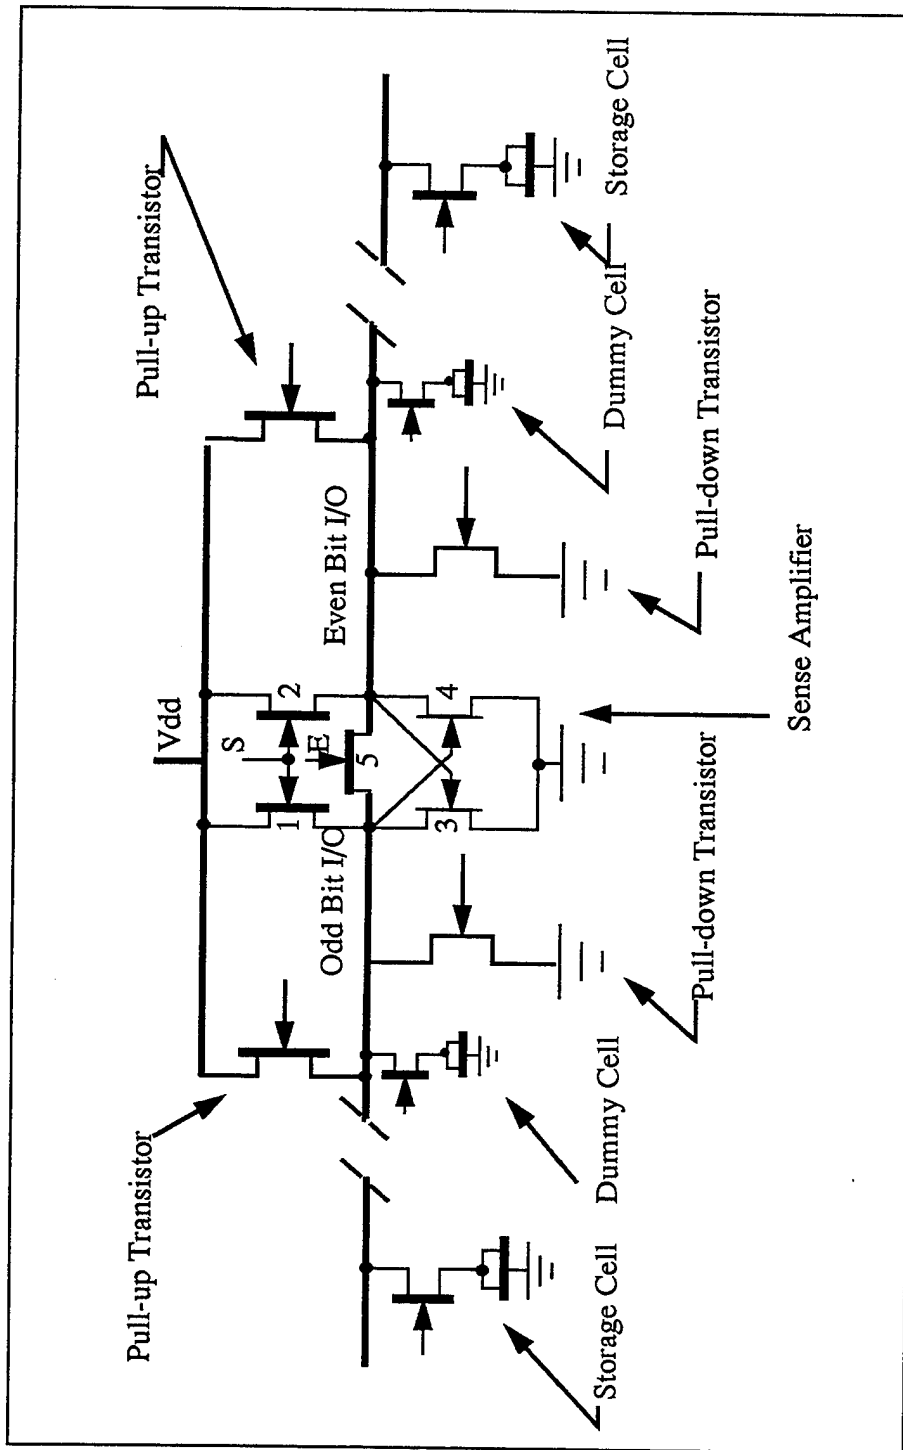 Vdd
Pull-up Transistor
Pull-up Transistor
S
1
2
E
5
Odd Bit I/O
Even Bit I/O
3
4
Storage Cell
Dummy Cell
Pull-down Transistor
Sense Amplifier
Pull-down Transistor
Dummy Cell
Storage Cell